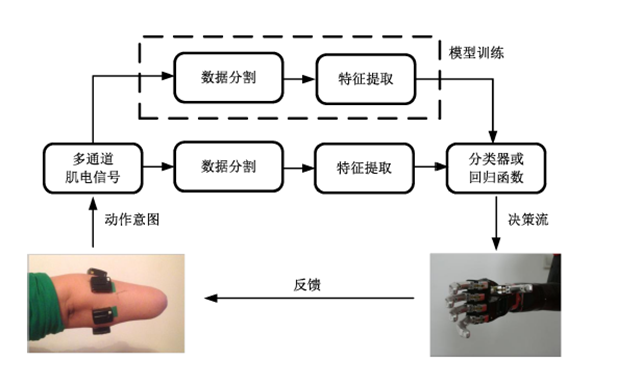 模型训练
数据分割
特征提取
多通道
肌电信号
数据分割
特征提取
分类器或
回归函数
动作意图
决策流
反馈